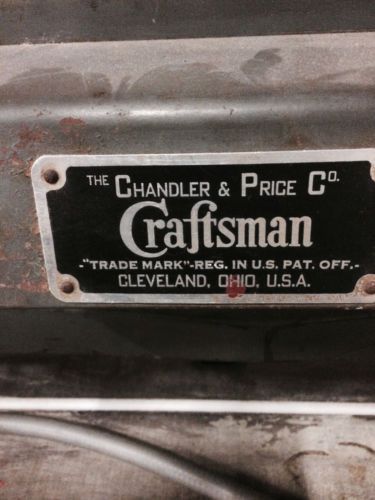 THE CHANDLER & PRICE CO.
Craftsman
-"TRADE MARK"-REG. IN U.S. PAT. OFF.-
CLEVELAND, OHIO, U.S.A.